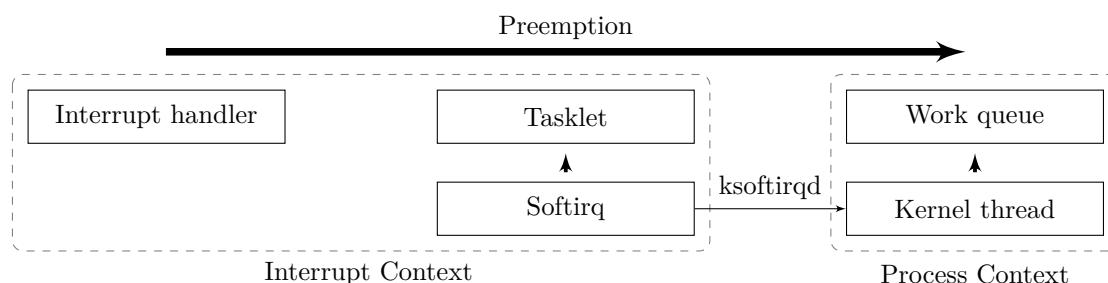 Preemption
Interrupt handler
Tasklet
Work queue
Softirq
ksoftirqd
Kernel thread
Interrupt Context
Process Context